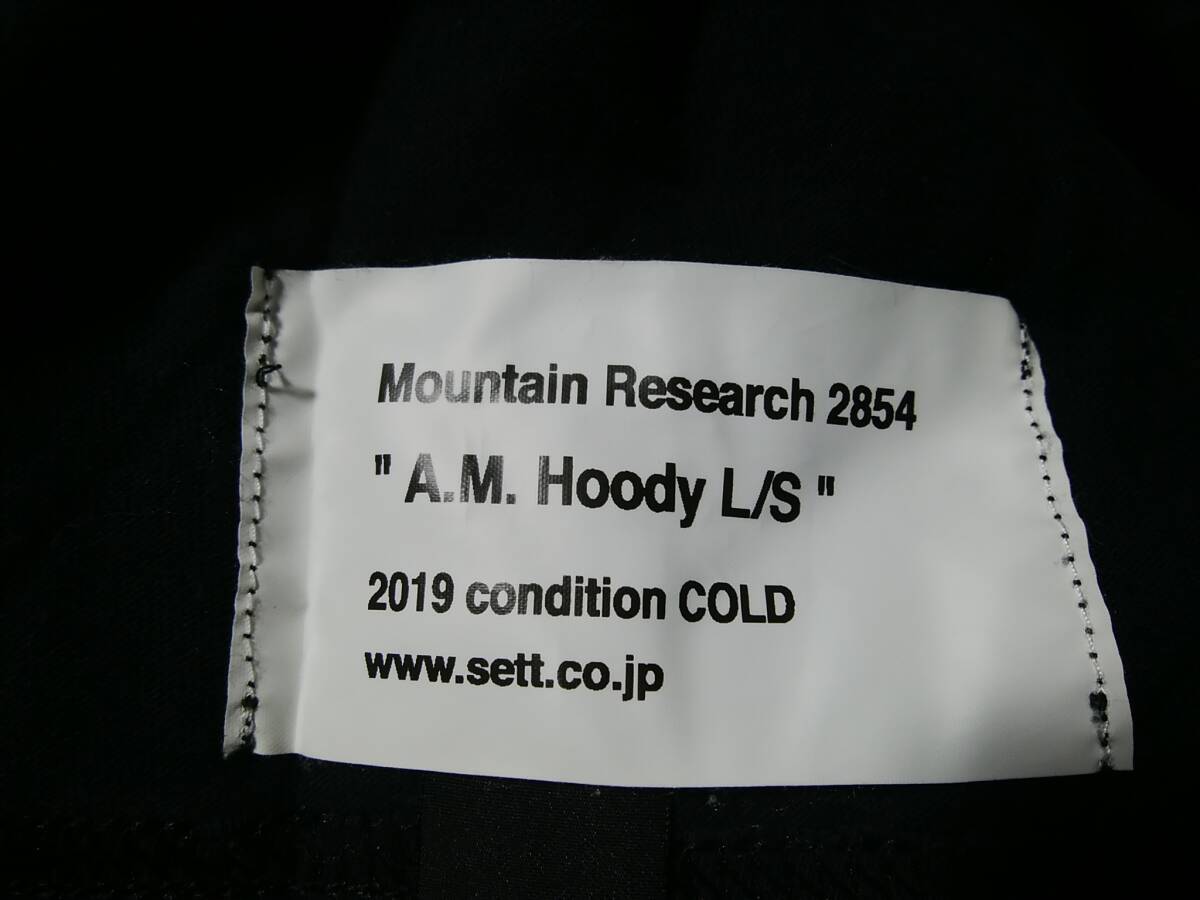 Mountain Research 2854
" A.M. Hoody L/S "
2019 condition COLD
www.sett.co.jp